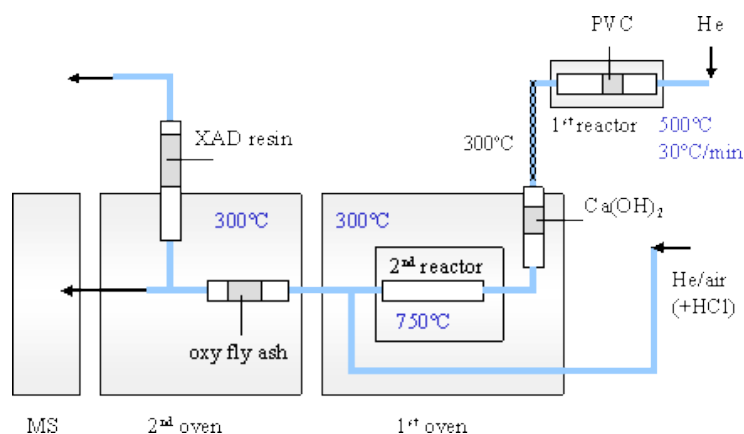 PVC
He
1ˢᵗ reactor
500°C
30°C/min
300°C
XAD resin
Ca(OH)₂
300°C
300°C
2ⁿᵈ reactor
750°C
He/air
(+HCl)
oxy fly ash
MS
2ⁿᵈ oven
1ˢᵗ oven